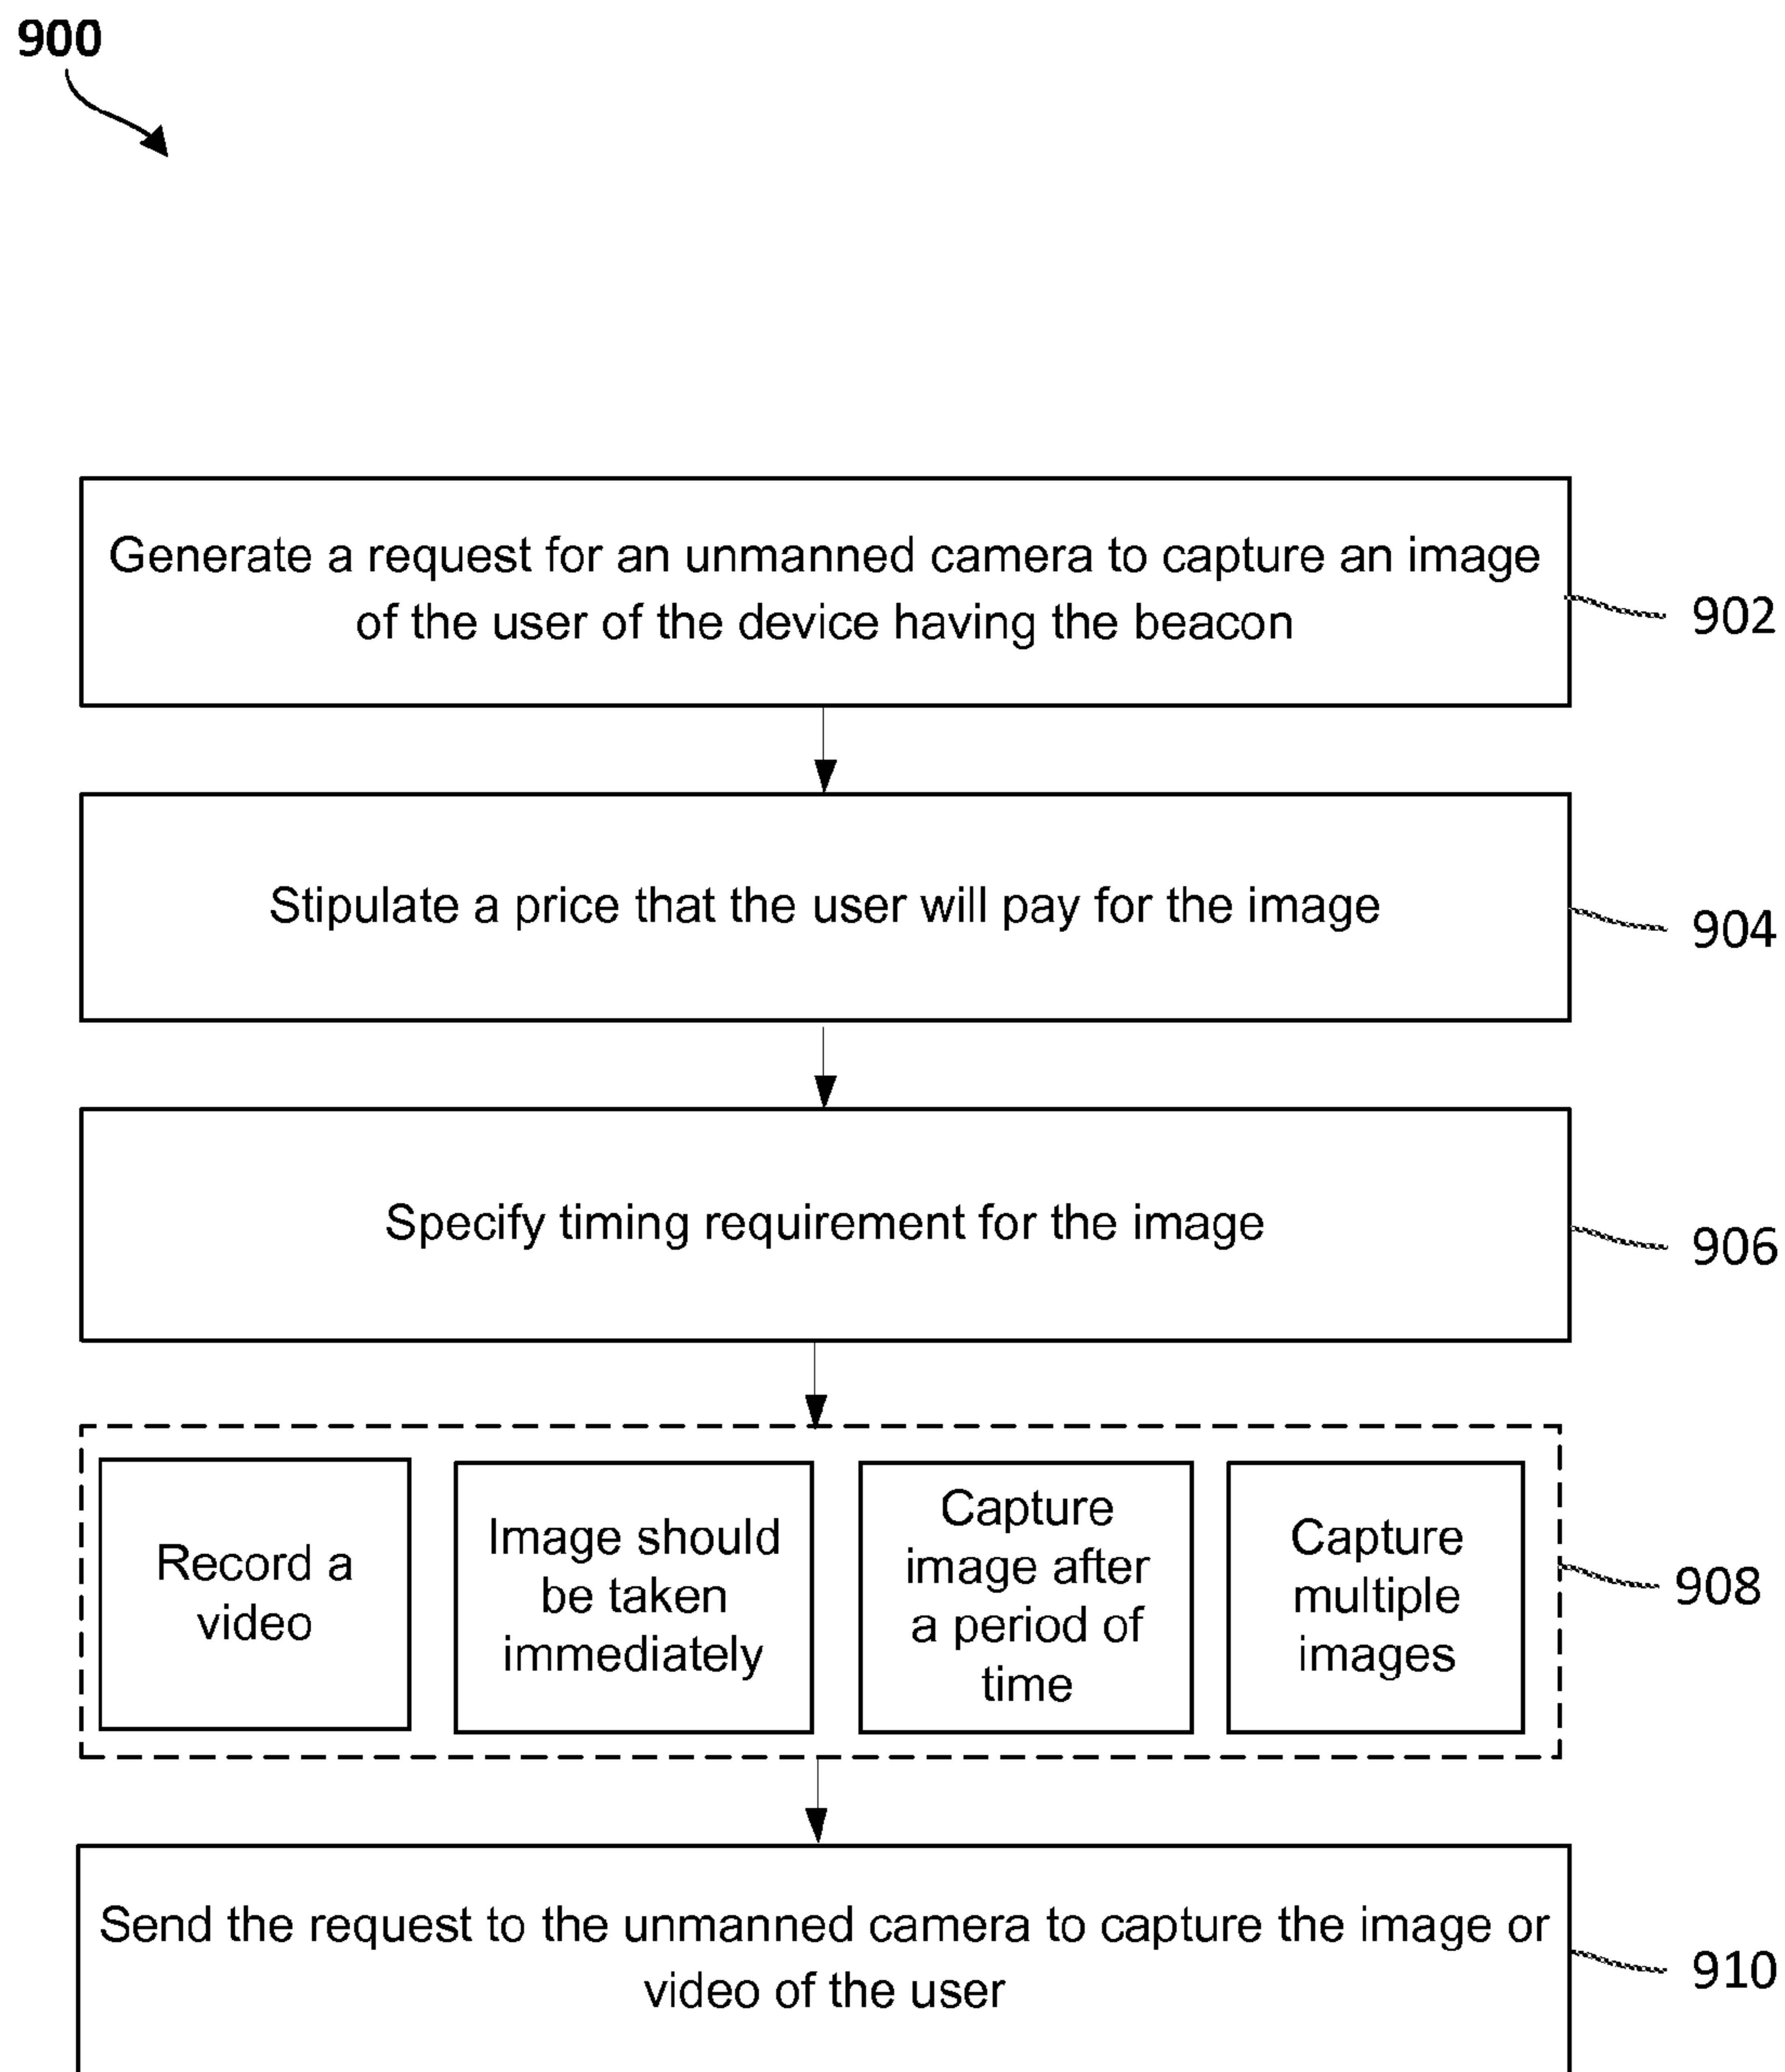 900
Generate a request for an unmanned camera to capture an image
of the user of the device having the beacon
902
Stipulate a price that the user will pay for the image
904
Specify timing requirement for the image
906
Record a
video
Image should
be taken
immediately
Capture
image after
a period of
time
Capture
multiple
images
908
Send the request to the unmanned camera to capture the image or
video of the user
910